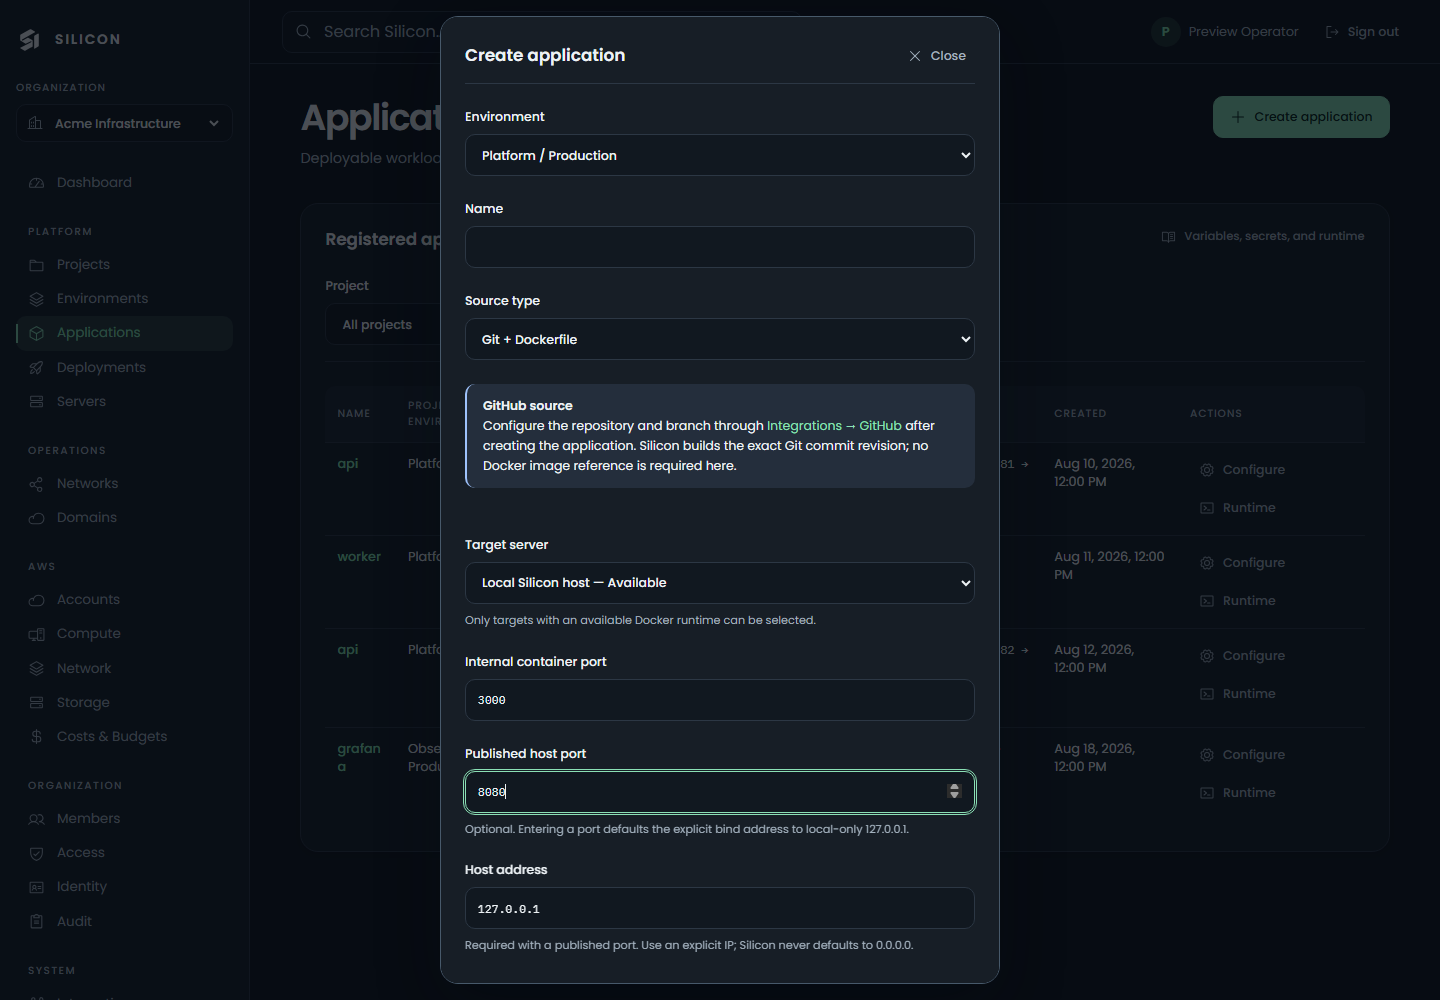 SILICON
Search Silicon.
P
Preview Operator
Sign out
ORGANIZATION
Acme Infrastructure
Dashboard
PLATFORM
Projects
Environments
Applications
Deployments
Servers
OPERATIONS
Networks
Domains
AWS
Accounts
Compute
Network
Storage
Costs & Budgets
ORGANIZATION
Members
Access
Identity
Audit
SYSTEM
Create application
Variables, secrets, and runtime
Project
All projects
NAME
CREATED
ACTIONS
api
81 →
Aug 10, 2026,
12:00 PM
Configure
Runtime
worker
Aug 11, 2026, 12:00
PM
Configure
Runtime
api
82 →
Aug 12, 2026,
12:00 PM
Configure
Runtime
grafan
a
Aug 18, 2026,
12:00 PM
Configure
Runtime
Create application
Close
Environment
Platform / Production
Name
Source type
Git + Dockerfile
GitHub source
Configure the repository and branch through Integrations → GitHub after
creating the application. Silicon builds the exact Git commit revision; no
Docker image reference is required here.
Target server
Local Silicon host — Available
Only targets with an available Docker runtime can be selected.
Internal container port
3000
Published host port
8080
Optional. Entering a port defaults the explicit bind address to local-only 127.0.0.1.
Host address
127.0.0.1
Required with a published port. Use an explicit IP; Silicon never defaults to 0.0.0.0.